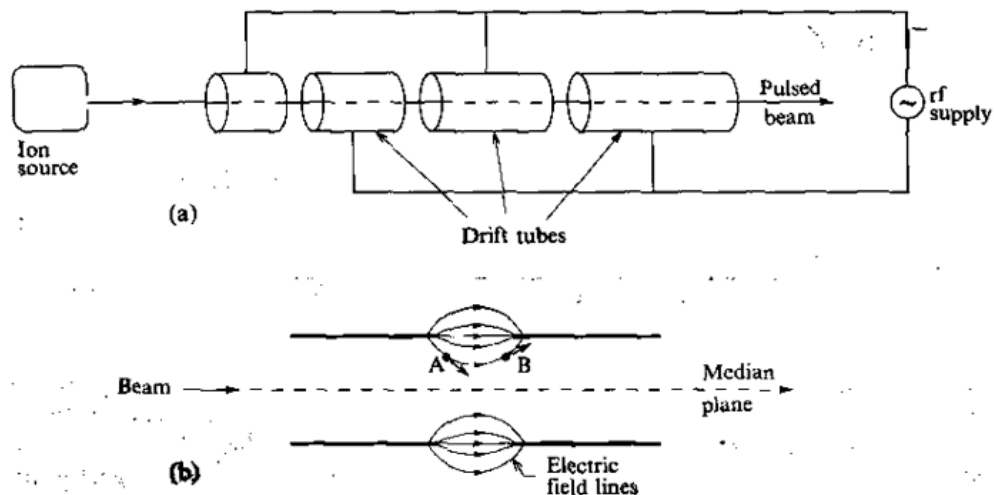 Ion
source
Pulsed
beam
~
rf
supply
(a)
Drift tubes
A
B
Beam
Median
plane
(b)
Electric
field lines